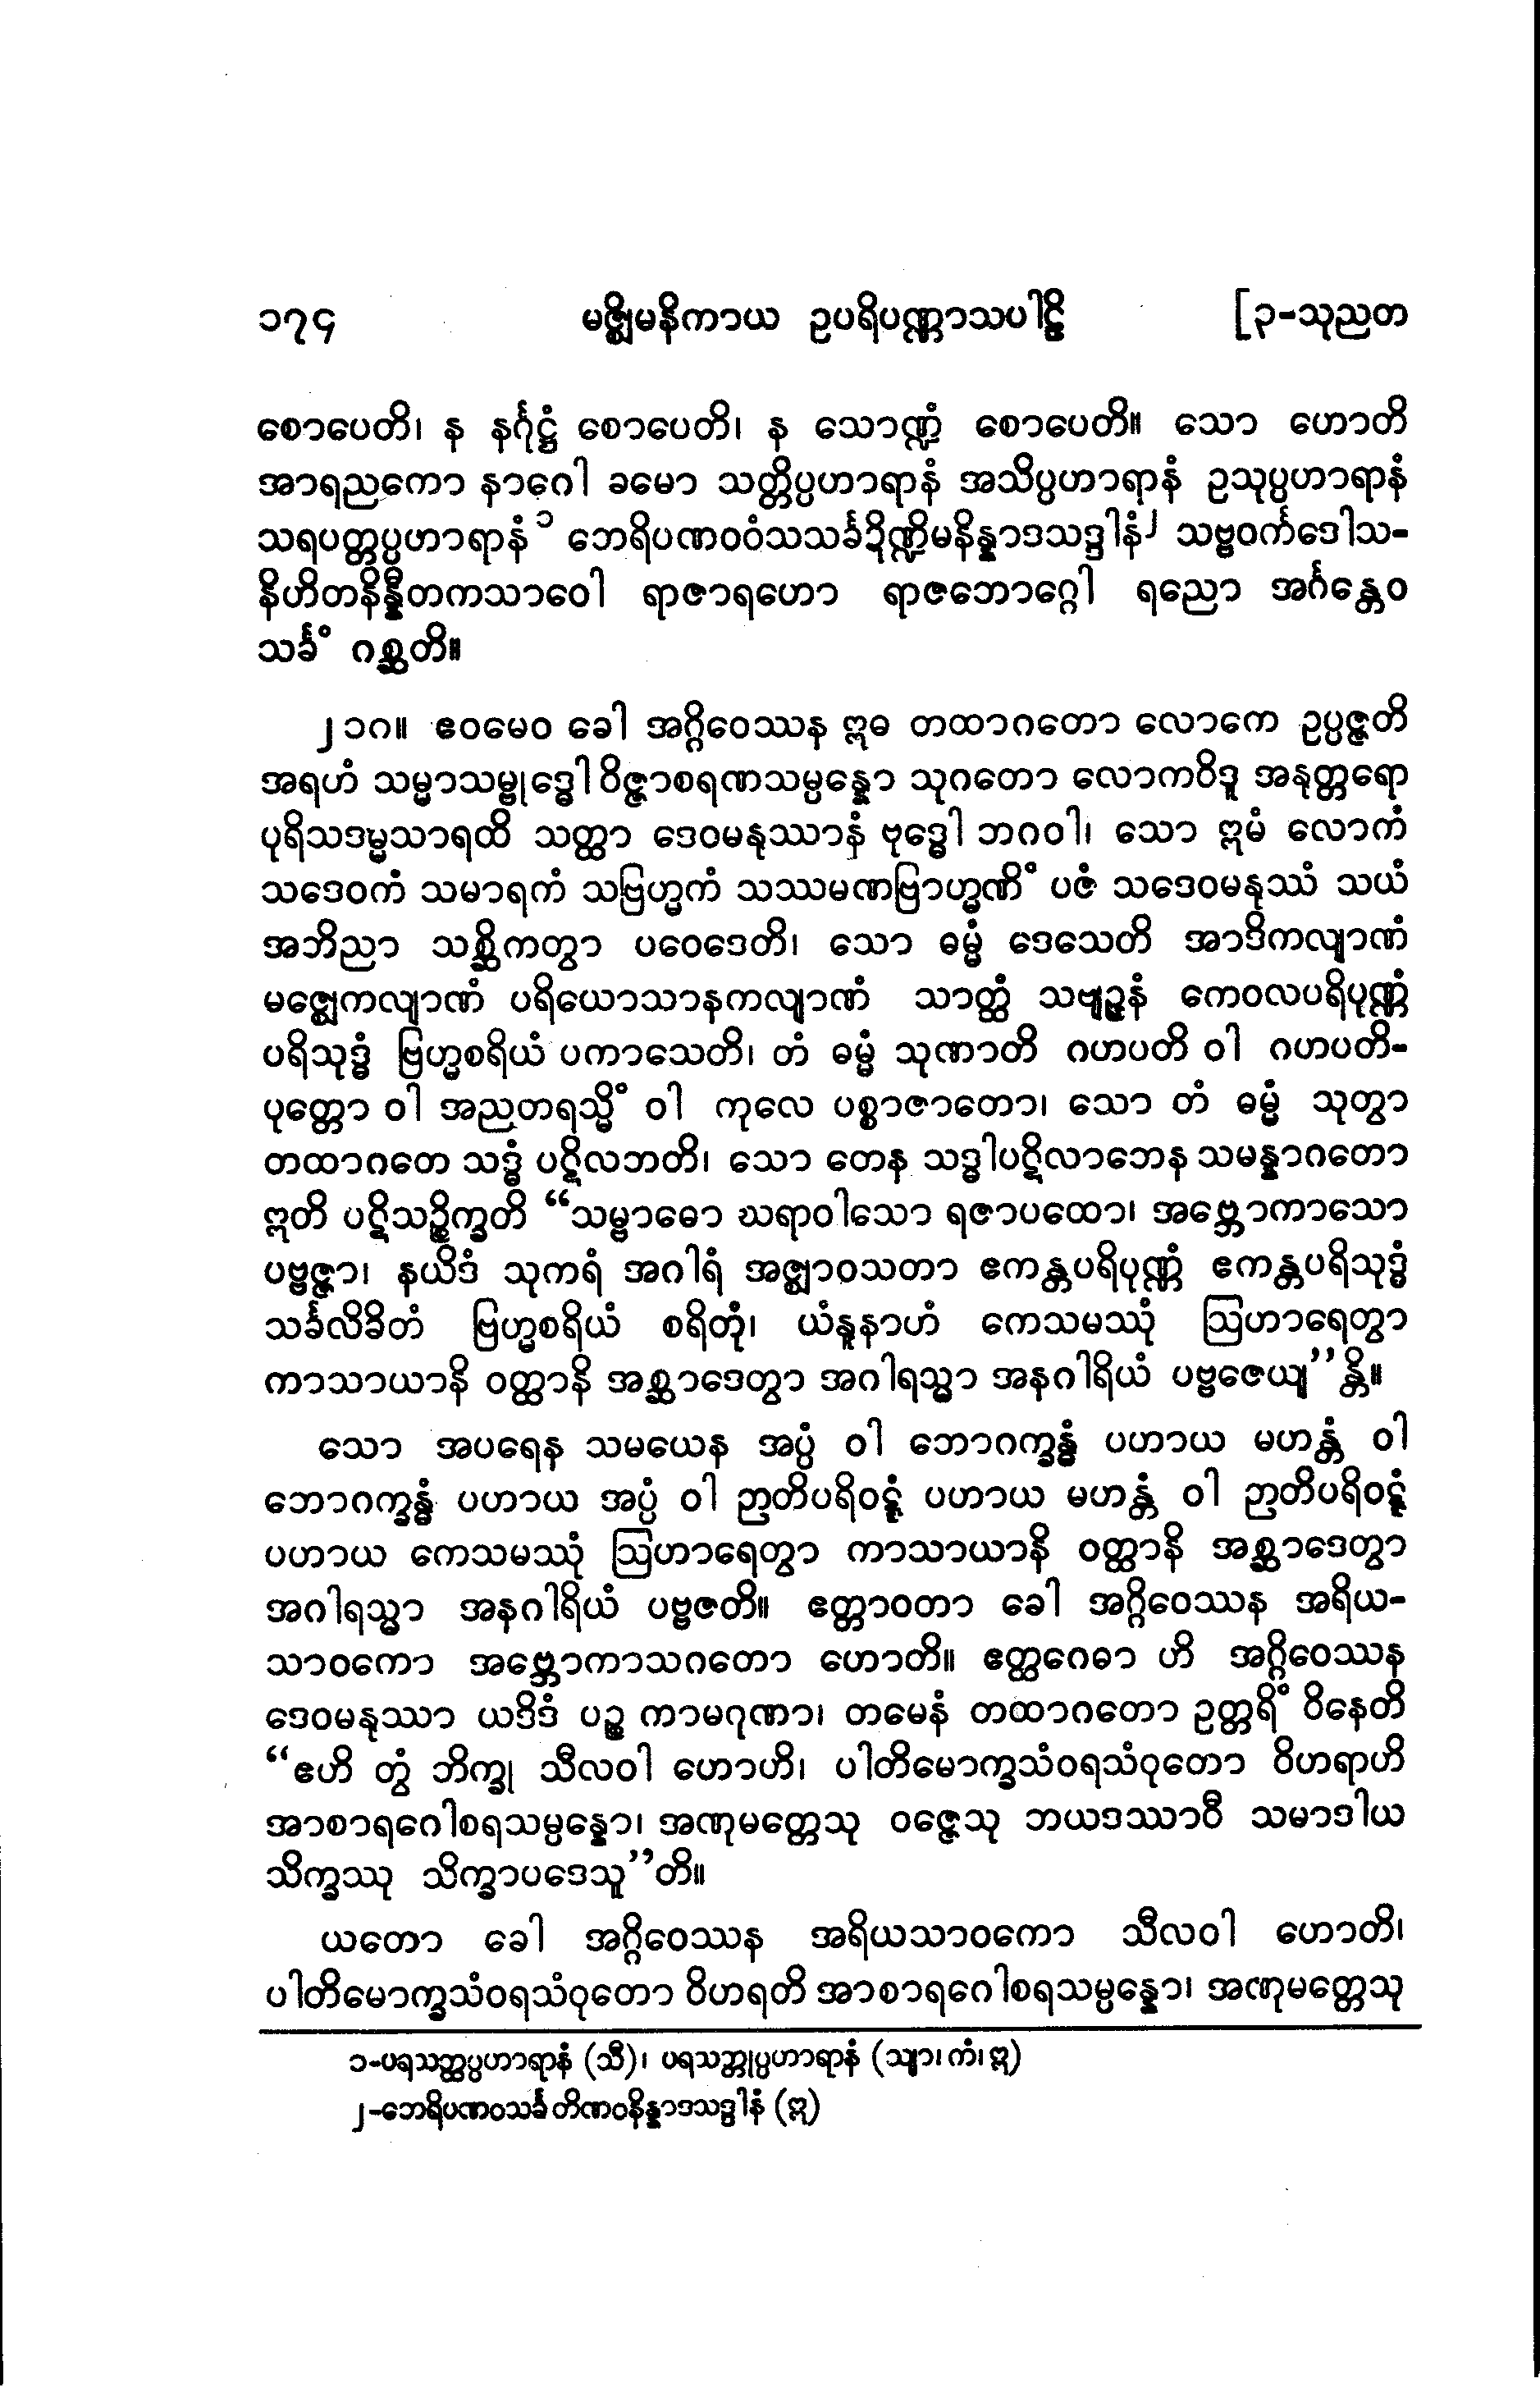 ၁၇၄ မဇ္ဈိမနိကာယ ဥပရိပဏ္ဏာသပါဠိ [၃-သုညတ
စောပေတိ၊ န နင်္ဂုဋ္ဌံ စောပေတိ၊ န သောဏ္ဍံ စောပေတိ။ သော ဟောတိ
အာရညကော နာဂေါ ခမော သတ္တိပ္ပဟာရာနံ အသိပ္ပဟာရာနံ ဥသုပ္ပဟာရာနံ
သရပတ္တပ္ပဟာရာနံ ၁ ဘေရိပဏဝဝံသသင်္ခဍိဏ္ဍိမနိန္နာဒသဒ္ဒါနံ ၂ သဗ္ဗဝင်္ကဒေါသ-
နိဟိတနိန္နီတကသာဝေါ ရာဇာရဟော ရာဇဘောဂ္ဂေါ ရညော အင်္ဂန္တေဝ
သင်္ခံ ဂစ္ဆတိ။
၂၁ဂ။ ဧဝမေဝ ခေါ အဂ္ဂိဝေဿန ဣဓ တထာဂတော လောကေ ဥပ္ပဇ္ဇတိ
အရဟံ သမ္မာသမ္ဗုဒ္ဓေါ ဝိဇ္ဇာစရဏသမ္ပန္နော သုဂတော လောကဝိဒူ အနုတ္တရော
ပုရိသဒမ္မသာရထိ သတ္ထာ ဒေဝမနုဿာနံ ဗုဒ္ဓေါ ဘဂဝါ၊ သော ဣမံ လောကံ
သဒေဝကံ သမာရကံ သဗြဟ္မကံ သဿမဏဗြာဟ္မဏိံ ပဇံ သဒေဝမနုဿံ သယံ
အဘိညာ သစ္ဆိကတွာ ပဝေဒေတိ၊ သော ဓမ္မံ ဒေသေတိ အာဒိကလျာဏံ
မဇ္ဈေကလျာဏံ ပရိယောသာနကလျာဏံ သာတ္ထံ သဗျဉ္ဇနံ ကေဝလပရိပုဏ္ဏံ
ပရိသုဒ္ဓံ ဗြဟ္မစရိယံ ပကာသေတိ၊ တံ ဓမ္မံ သုဏာတိ ဂဟပတိ ဝါ ဂဟပတိ-
ပုတ္တော ဝါ အညတရသ္မိံ ဝါ ကုလေ ပစ္စာဇာတော၊ သော တံ ဓမ္မံ သုတွာ
တထာဂတေ သဒ္ဓံ ပဋိလဘတိ၊ သော တေန သဒ္ဓါပဋိလာဘေန သမန္နာဂတော
ဣတိ ပဋိသဉ္စိက္ခတိ “သမ္ဗာဓော ဃရာဝါသော ရဇာပထော၊ အဗ္ဘောကာသော
ပဗ္ဗဇ္ဇာ၊ နယိဒံ သုကရံ အဂါရံ အဇ္ဈာဝသတာ ဧကန္တပရိပုဏ္ဏံ ဧကန္တပရိသုဒ္ဓံ
သင်္ခလိခိတံ ဗြဟ္မစရိယံ စရိတုံ၊ ယံနူနာဟံ ကေသမဿုံ ဩဟာရေတွာ
ကာသာယာနိ ဝတ္ထာနိ အစ္ဆာဒေတွာ အဂါရသ္မာ အနဂါရိယံ ပဗ္ဗဇေယျ”န္တိ။
သော အပရေန သမယေန အပ္ပံ ဝါ ဘောဂက္ခန္ဓံ ပဟာယ မဟန္တံ ဝါ
ဘောဂက္ခန္ဓံ ပဟာယ အပ္ပံ ဝါ ဉာတိပရိဝဋ္ဋံ ပဟာယ မဟန္တံ ဝါ ဉာတိပရိဝဋ္ဋံ
ပဟာယ ကေသမဿုံ ဩဟာရေတွာ ကာသာယာနိ ဝတ္ထာနိ အစ္ဆာဒေတွာ
အဂါရသ္မာ အနဂါရိယံ ပဗ္ဗဇတိ။ ဧတ္တာဝတာ ခေါ အဂ္ဂိဝေဿန အရိယ-
သာဝကော အဗ္ဘောကာသဂတော ဟောတိ။ ဧတ္ထဂေဓာ ဟိ အဂ္ဂိဝေဿန
ဒေဝမနုဿာ ယဒိဒံ ပဉ္စ ကာမဂုဏာ၊ တမေနံ တထာဂတော ဥတ္တရိံ ဝိနေတိ
“ဧဟိ တွံ ဘိက္ခု သီလဝါ ဟောဟိ၊ ပါတိမောက္ခသံဝရသံဝုတော ဝိဟရာဟိ
အာစာရဂေါစရသမ္ပန္နော၊ အဏုမတ္တေသု ဝဇ္ဇေသု ဘယဒဿာဝီ သမာဒါယ
သိက္ခဿု သိက္ခာပဒေသူ”တိ။
ယတော ခေါ အဂ္ဂိဝေဿန အရိယသာဝကော သီလဝါ ဟောတိ၊
ပါတိမောက္ခသံဝရသံဝုတော ဝိဟရတိ အာစာရဂေါစရသမ္ပန္နော၊ အဏုမတ္တေသု
၁-ပရသတ္ထပ္ပဟာရာနံ (သီ)၊ ပရသတ္တုပ္ပဟာရာနံ (သျာ၊ ကံ၊ ဣ)
၂-ဘေရိပဏဝသင်္ခတိဏဝနိန္နာဒသဒ္ဒါနံ (ဣ)